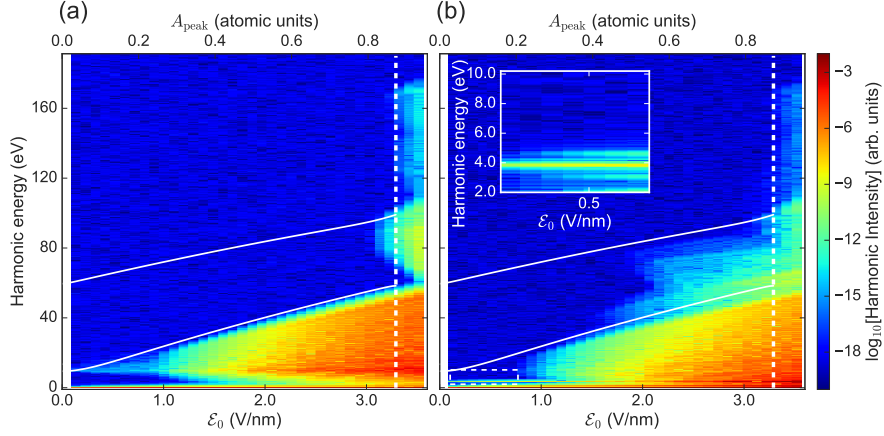 (a)
A_peak (atomic units)
0.0 0.2 0.4 0.6 0.8
Harmonic energy (eV)
160
120
80
40
0
0.0 1.0 2.0 3.0
ℰ₀ (V/nm)
(b)
A_peak (atomic units)
0.0 0.2 0.4 0.6 0.8
Harmonic energy (eV)
10.0
8.0
6.0
4.0
2.0
0.5
ℰ₀ (V/nm)
0.0 1.0 2.0 3.0
ℰ₀ (V/nm)
−3
−6
−9
−12
−15
−18
log₁₀[Harmonic Intensity] (arb. units)